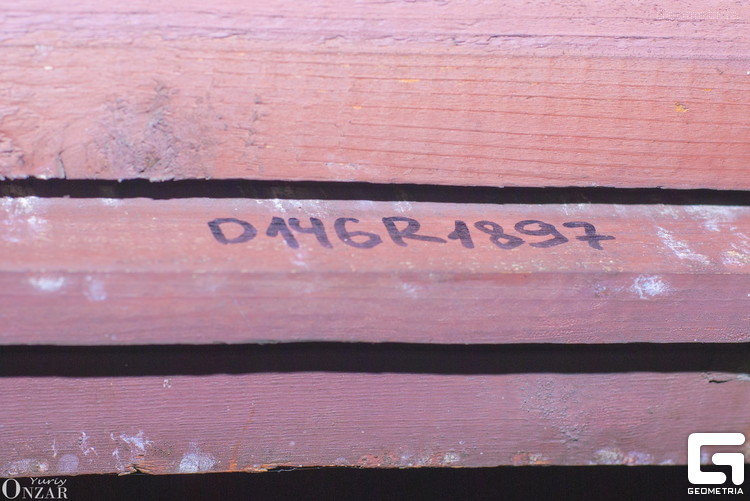 D146R1897
Yuriy
ONZAR
G
GEOMETRIA